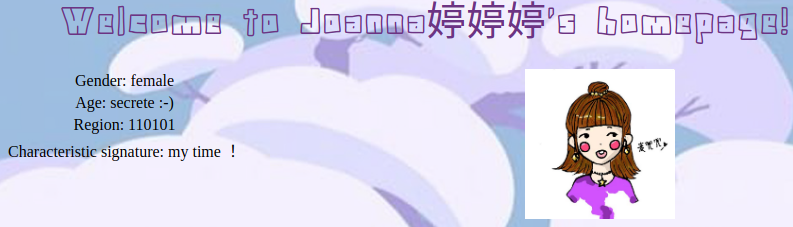 Welcome to Joanna婷婷婷's homepage!
Gender: female
Age: secrete :-)
Region: 110101
Characteristic signature: my time ！